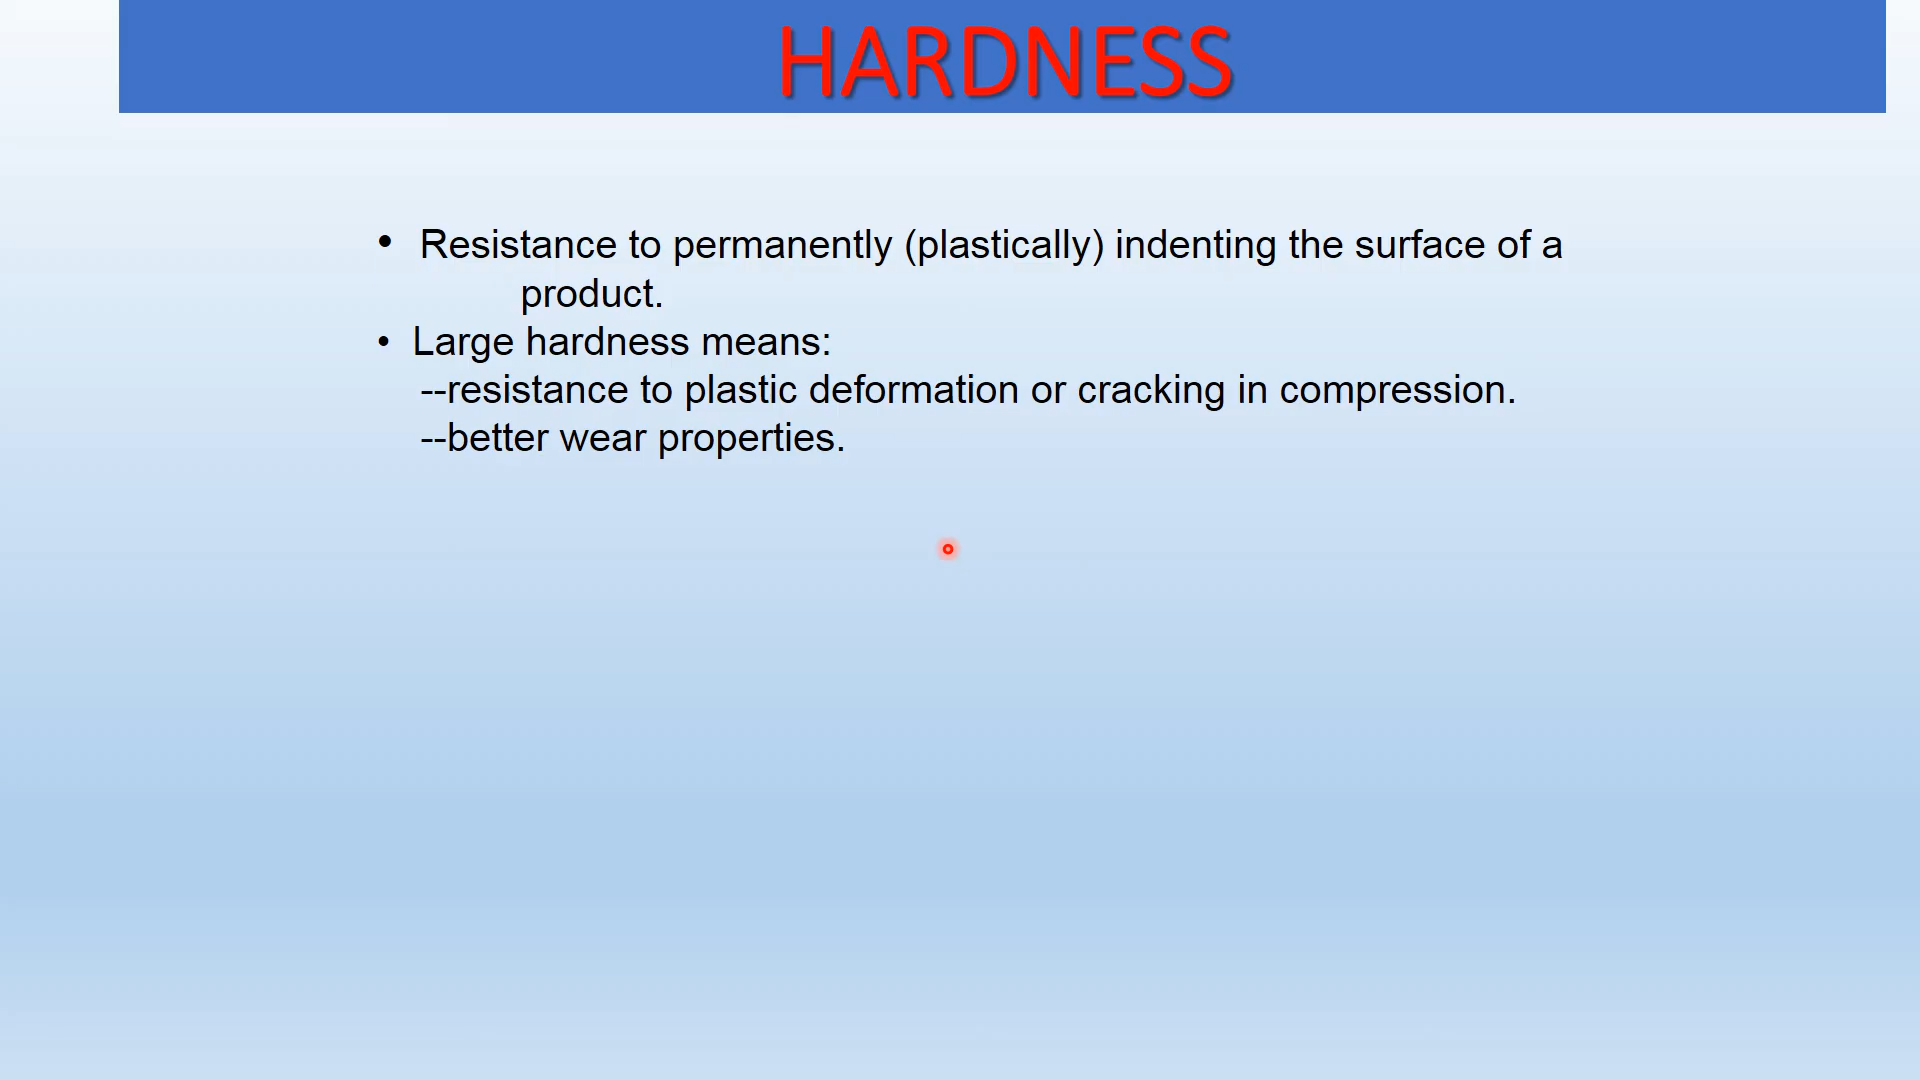 HARDNESS
• Resistance to permanently (plastically) indenting the surface of a
product.
• Large hardness means:
--resistance to plastic deformation or cracking in compression.
--better wear properties.